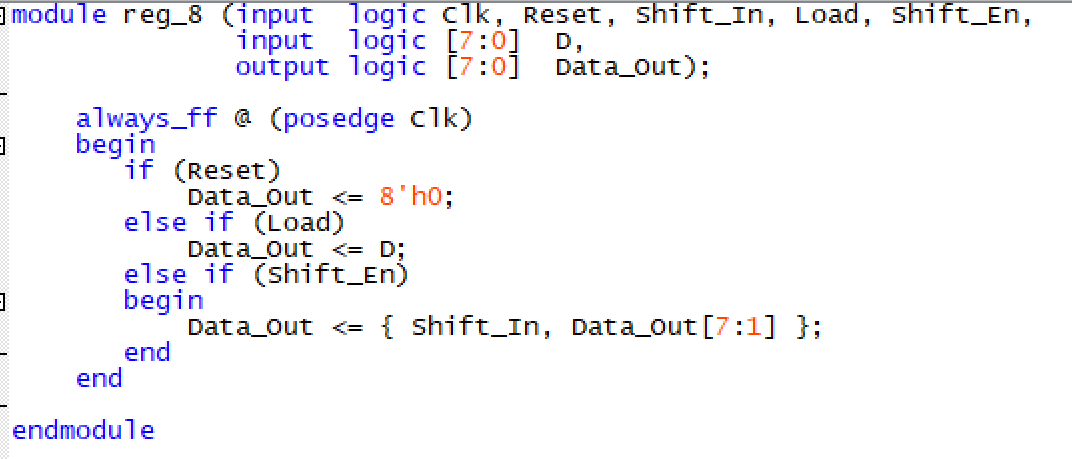 module reg_8 (input  logic Clk, Reset, Shift_In, Load, Shift_En,
              input  logic [7:0]  D,
              output logic [7:0]  Data_Out);
    always_ff @ (posedge Clk)
    begin
       if (Reset)
           Data_Out <= 8'h0;
       else if (Load)
           Data_Out <= D;
       else if (Shift_En)
       begin
           Data_Out <= { Shift_In, Data_Out[7:1] };
       end
    end
endmodule